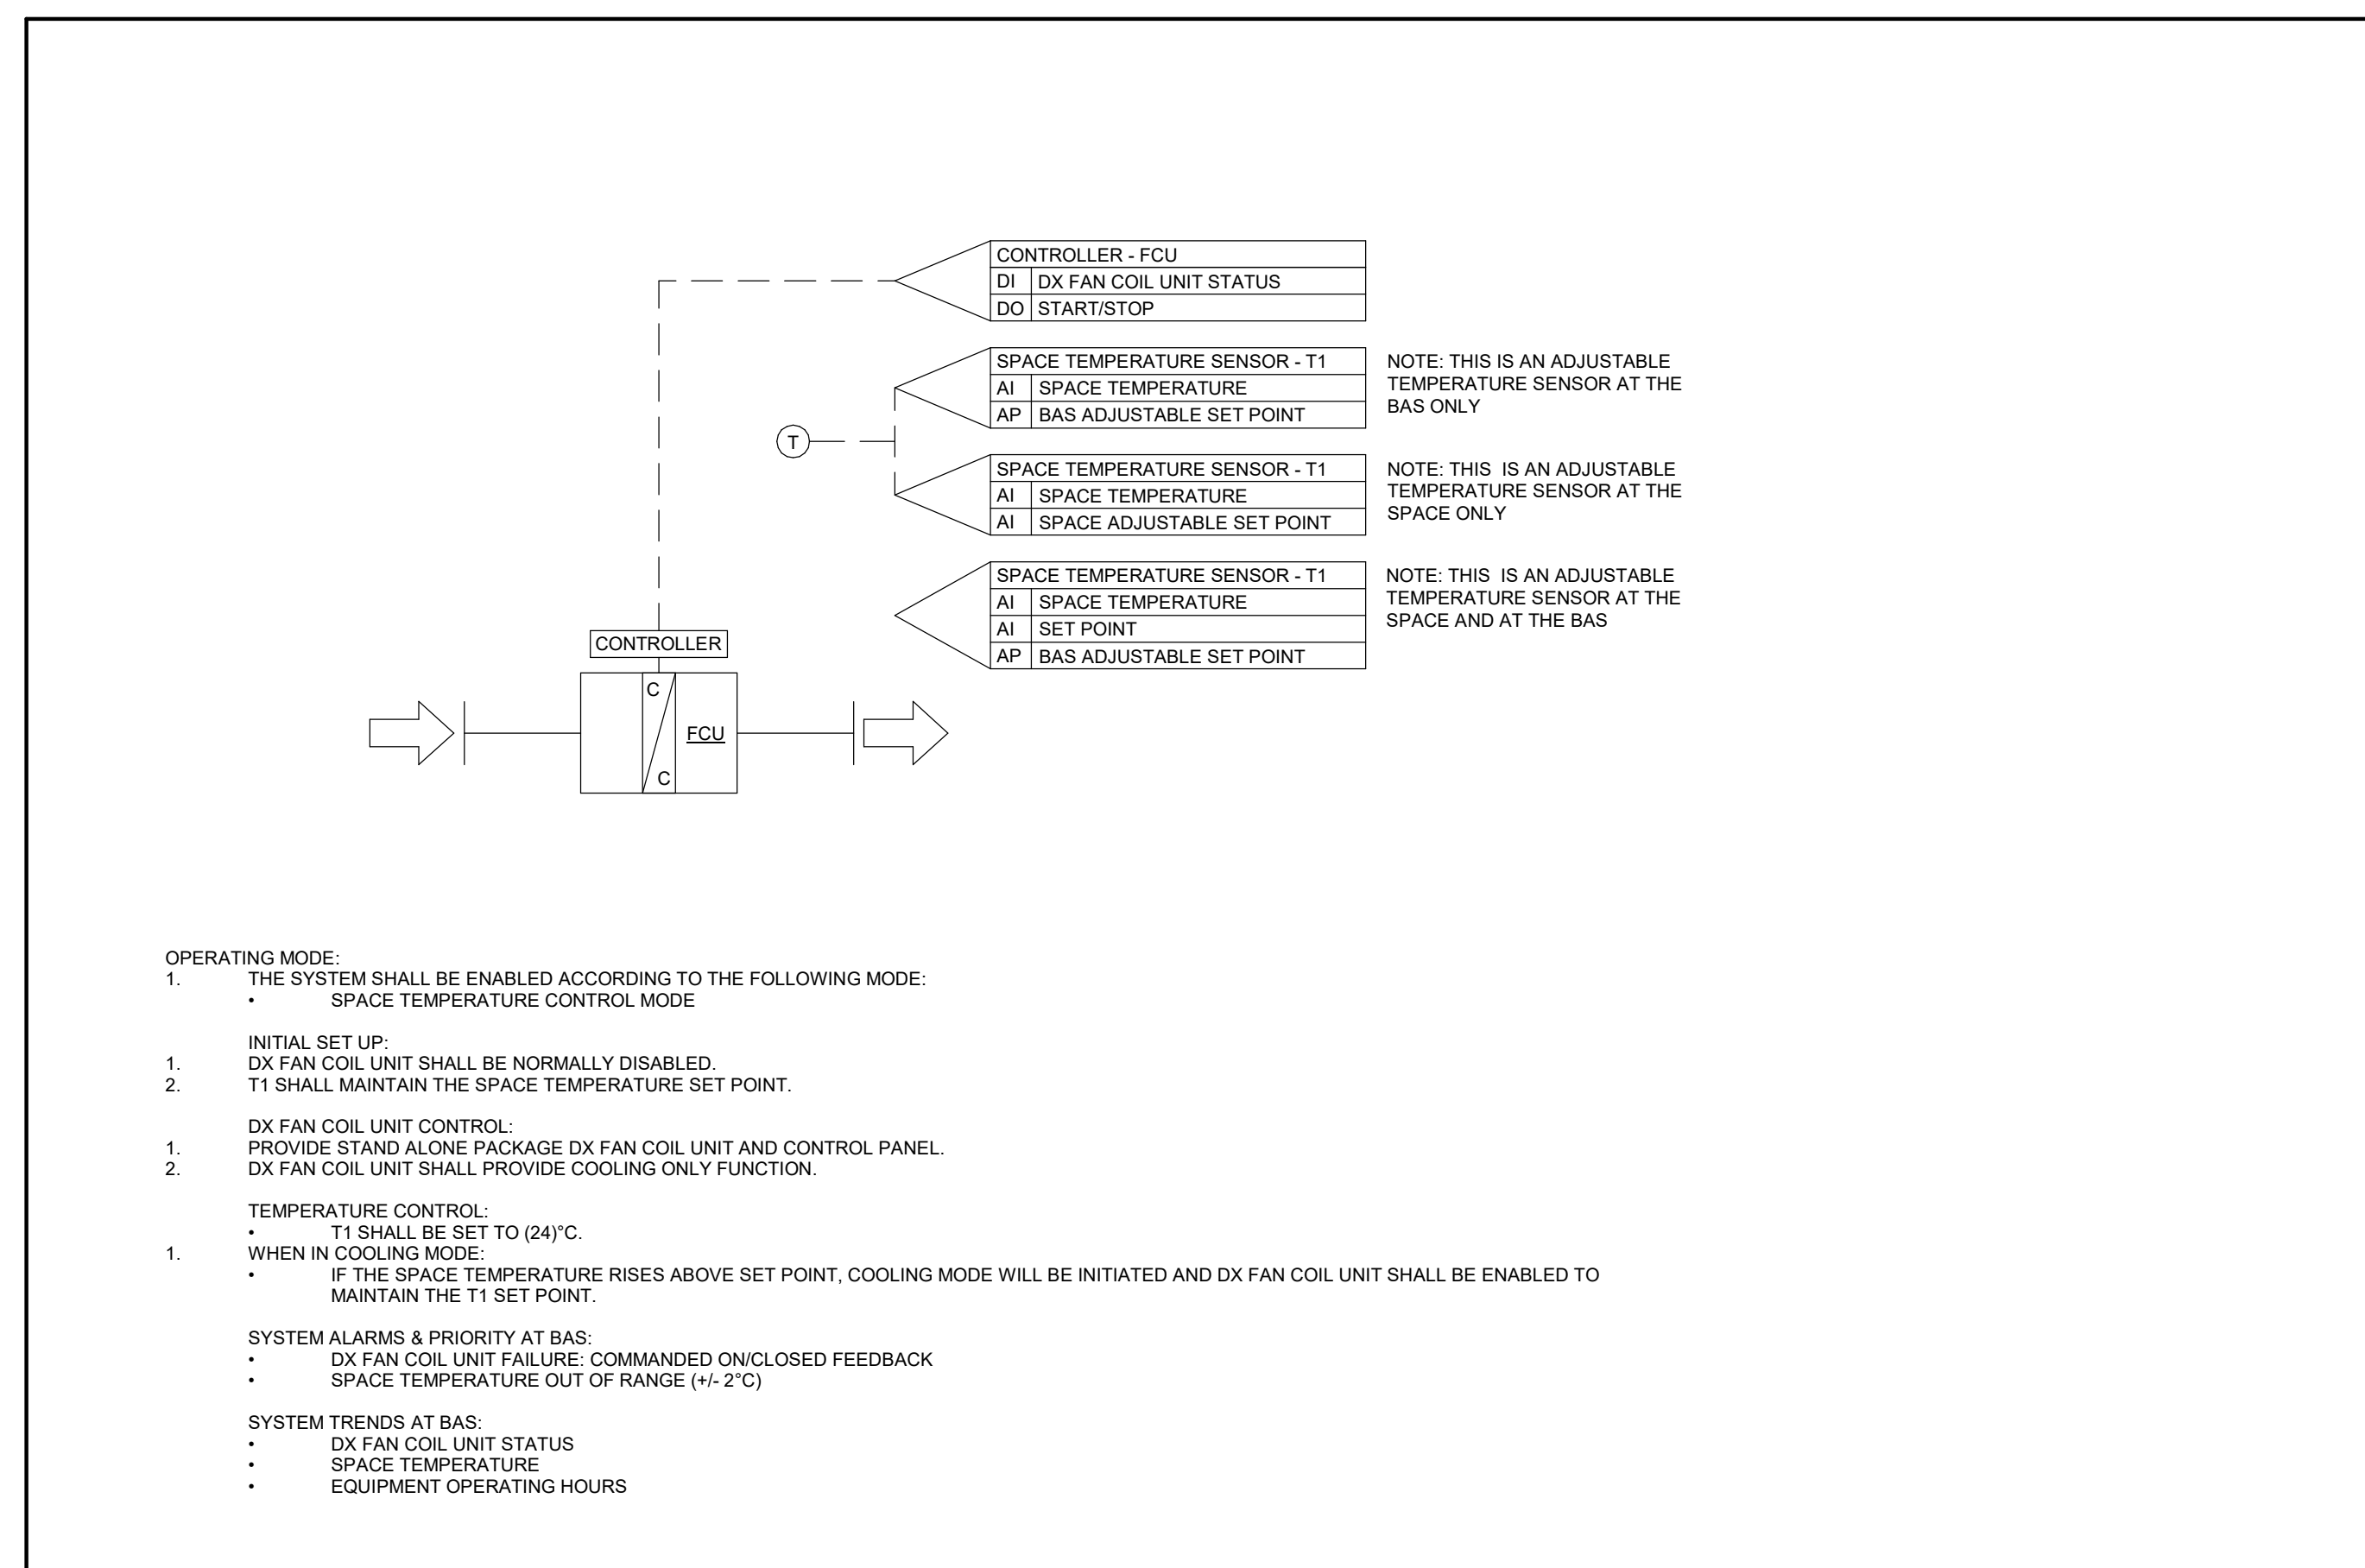 CONTROLLER - FCU
DI DX FAN COIL UNIT STATUS
DO START/STOP
SPACE TEMPERATURE SENSOR - T1
AI SPACE TEMPERATURE
AP BAS ADJUSTABLE SET POINT
NOTE: THIS IS AN ADJUSTABLE
TEMPERATURE SENSOR AT THE
BAS ONLY
T
SPACE TEMPERATURE SENSOR - T1
AI SPACE TEMPERATURE
AI SPACE ADJUSTABLE SET POINT
NOTE: THIS IS AN ADJUSTABLE
TEMPERATURE SENSOR AT THE
SPACE ONLY
SPACE TEMPERATURE SENSOR - T1
AI SPACE TEMPERATURE
AI SET POINT
AP BAS ADJUSTABLE SET POINT
NOTE: THIS IS AN ADJUSTABLE
TEMPERATURE SENSOR AT THE
SPACE AND AT THE BAS
CONTROLLER
C
FCU
C
OPERATING MODE:
1. THE SYSTEM SHALL BE ENABLED ACCORDING TO THE FOLLOWING MODE:
• SPACE TEMPERATURE CONTROL MODE
INITIAL SET UP:
1. DX FAN COIL UNIT SHALL BE NORMALLY DISABLED.
2. T1 SHALL MAINTAIN THE SPACE TEMPERATURE SET POINT.
DX FAN COIL UNIT CONTROL:
1. PROVIDE STAND ALONE PACKAGE DX FAN COIL UNIT AND CONTROL PANEL.
2. DX FAN COIL UNIT SHALL PROVIDE COOLING ONLY FUNCTION.
TEMPERATURE CONTROL:
• T1 SHALL BE SET TO (24)°C.
1. WHEN IN COOLING MODE:
• IF THE SPACE TEMPERATURE RISES ABOVE SET POINT, COOLING MODE WILL BE INITIATED AND DX FAN COIL UNIT SHALL BE ENABLED TO
MAINTAIN THE T1 SET POINT.
SYSTEM ALARMS & PRIORITY AT BAS:
• DX FAN COIL UNIT FAILURE: COMMANDED ON/CLOSED FEEDBACK
• SPACE TEMPERATURE OUT OF RANGE (+/- 2°C)
SYSTEM TRENDS AT BAS:
• DX FAN COIL UNIT STATUS
• SPACE TEMPERATURE
• EQUIPMENT OPERATING HOURS